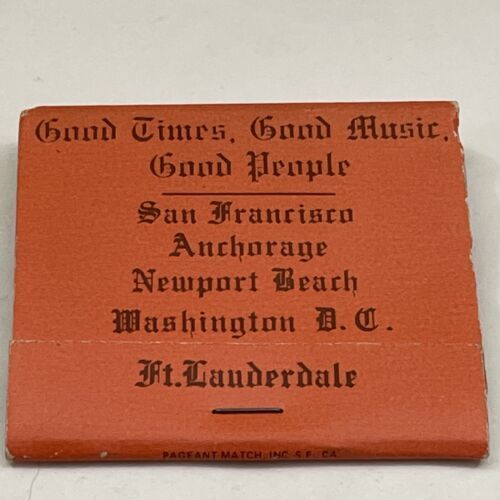 Good Times, Good Music,
Good People
San Francisco
Anchorage
Newport Beach
Washington D.C.
Ft.Lauderdale
PAGEANT MATCH, INC. S.F. CA